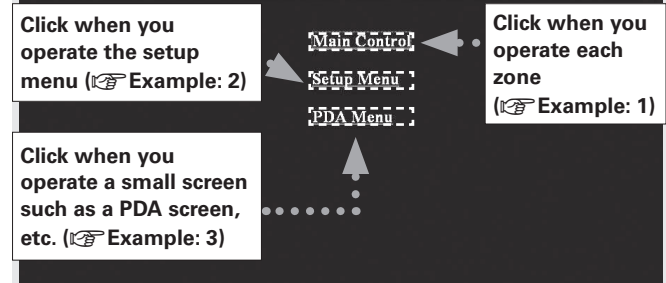 Click when you
operate the setup
menu (☞Example: 2)
Main Control
Setup Menu
PDA Menu
Click when you
operate each
zone
(☞Example: 1)
Click when you
operate a small screen
such as a PDA screen,
etc. (☞Example: 3)